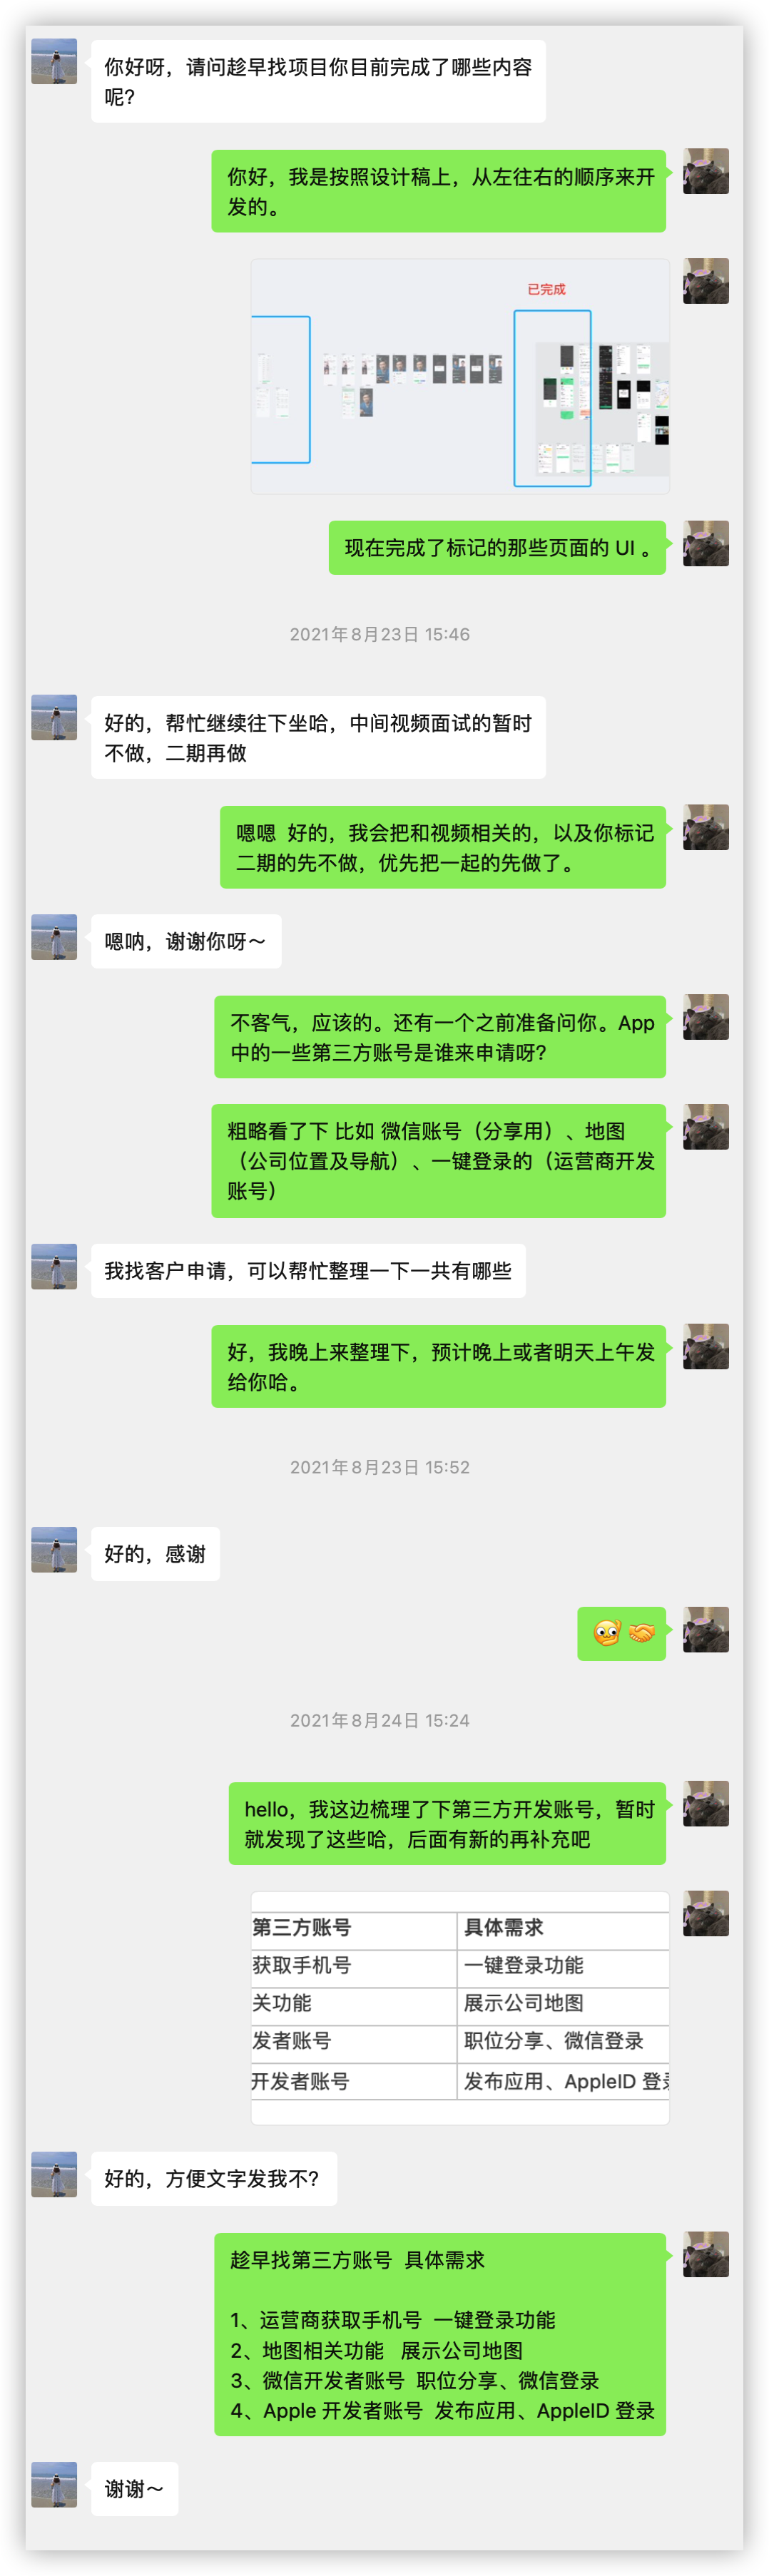 你好呀，请问趁早找项目你目前完成了哪些内容
呢？
你好，我是按照设计稿上，从左往右的顺序来开
发的。
已完成
现在完成了标记的那些页面的 UI 。
2021年8月23日 15:46
好的，帮忙继续往下坐哈，中间视频面试的暂时
不做，二期再做
嗯嗯 好的，我会把和视频相关的，以及你标记
二期的先不做，优先把一起的先做了。
嗯呐，谢谢你呀～
不客气，应该的。还有一个之前准备问你。App
中的一些第三方账号是谁来申请呀？
粗略看了下 比如 微信账号（分享用）、地图
（公司位置及导航）、一键登录的（运营商开发
账号）
我找客户申请，可以帮忙整理一下一共有哪些
好，我晚上来整理下，预计晚上或者明天上午发
给你哈。
2021年8月23日 15:52
好的，感谢
2021年8月24日 15:24
hello，我这边梳理了下第三方开发账号，暂时
就发现了这些哈，后面有新的再补充吧
第三方账号 具体需求
获取手机号 一键登录功能
关功能 展示公司地图
发者账号 职位分享、微信登录
开发者账号 发布应用、AppleID 登录
好的，方便文字发我不？
趁早找第三方账号 具体需求
1、运营商获取手机号 一键登录功能
2、地图相关功能 展示公司地图
3、微信开发者账号 职位分享、微信登录
4、Apple 开发者账号 发布应用、AppleID 登录
谢谢～